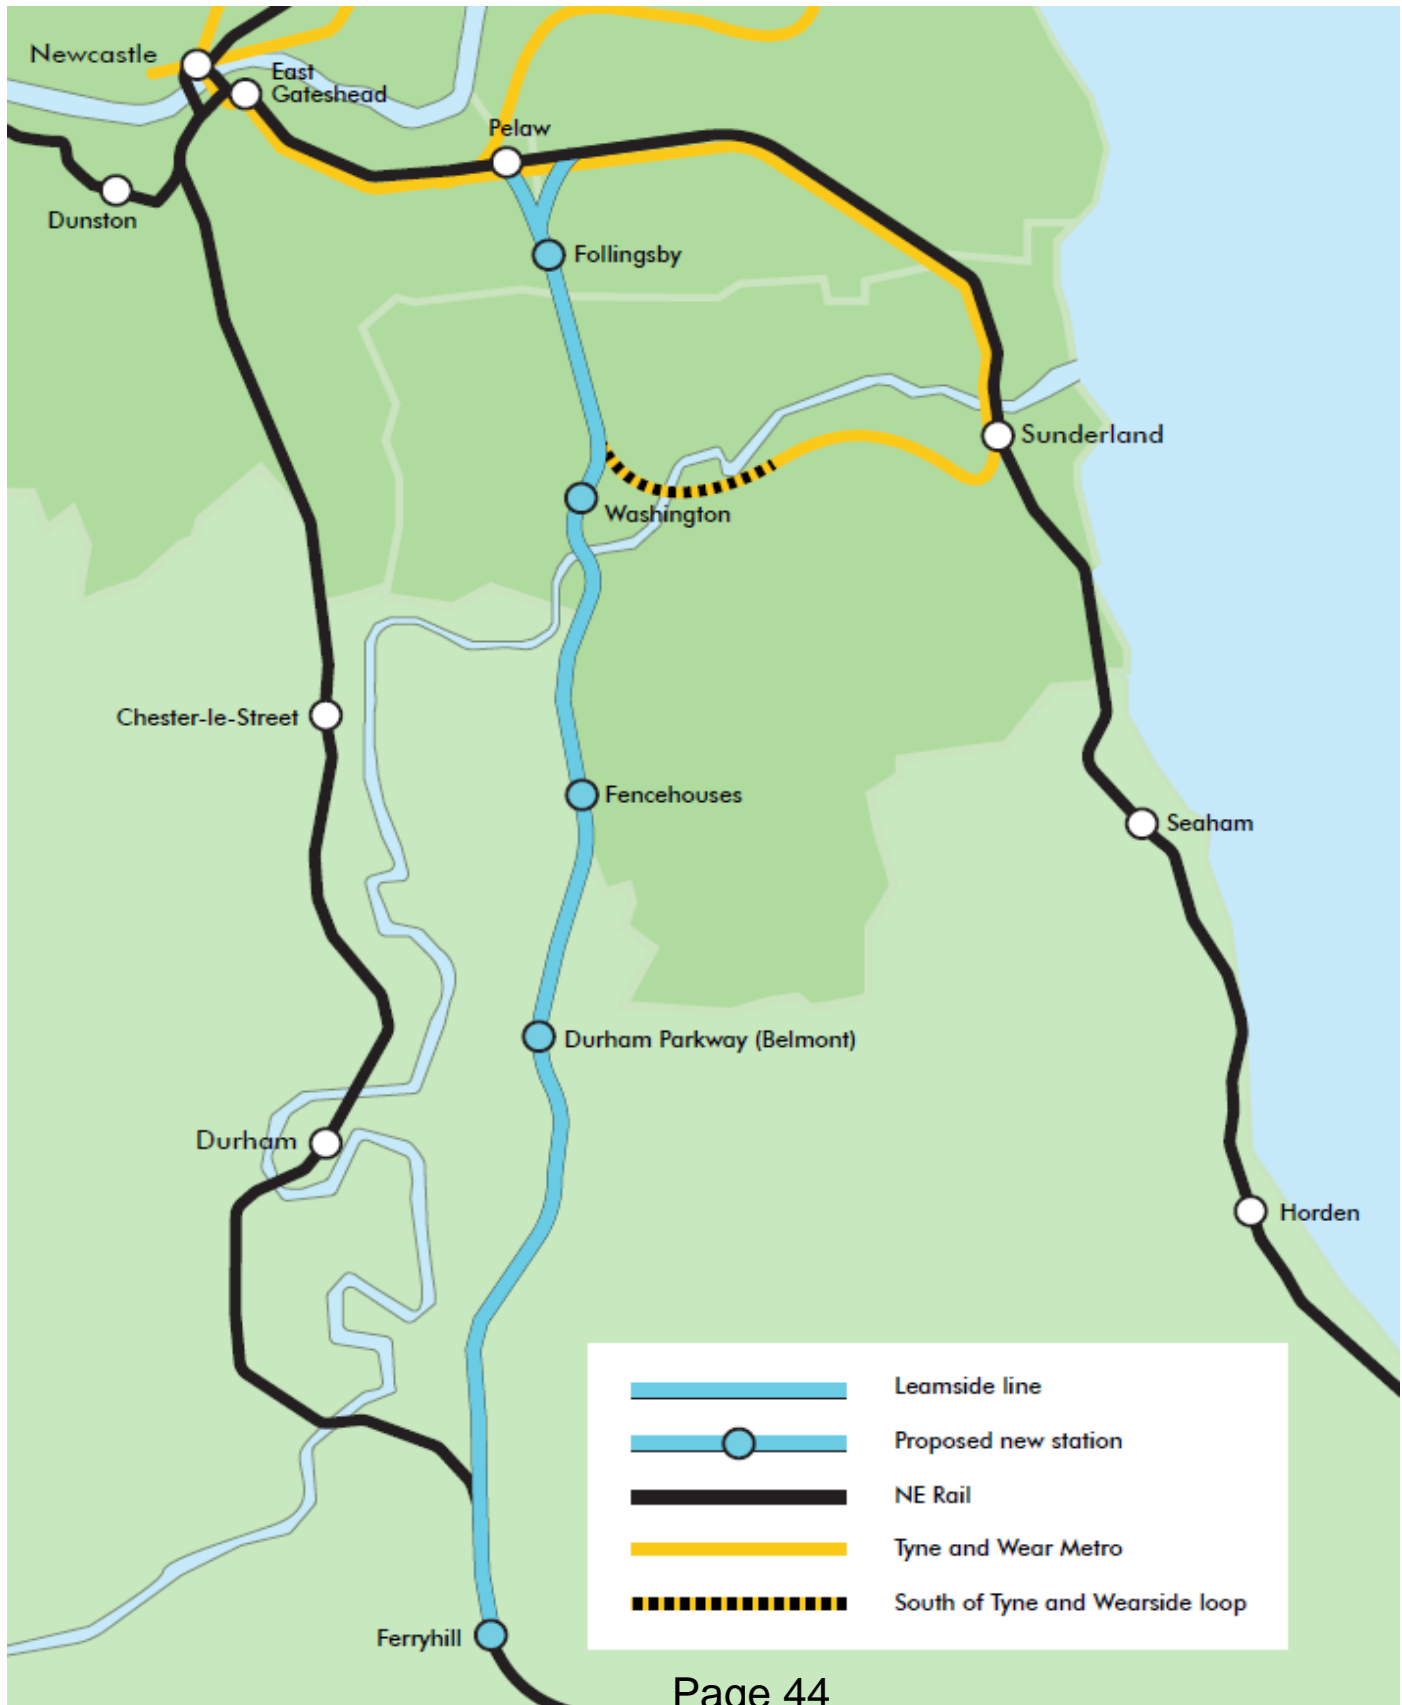 Newcastle
East
Gateshead
Pelaw
Dunston
Follingsby
Sunderland
Washington
Chester-le-Street
Fencehouses
Seaham
Durham Parkway (Belmont)
Durham
Horden
Leamside line
Proposed new station
NE Rail
Tyne and Wear Metro
South of Tyne and Wearside loop
Ferryhill
Page 44